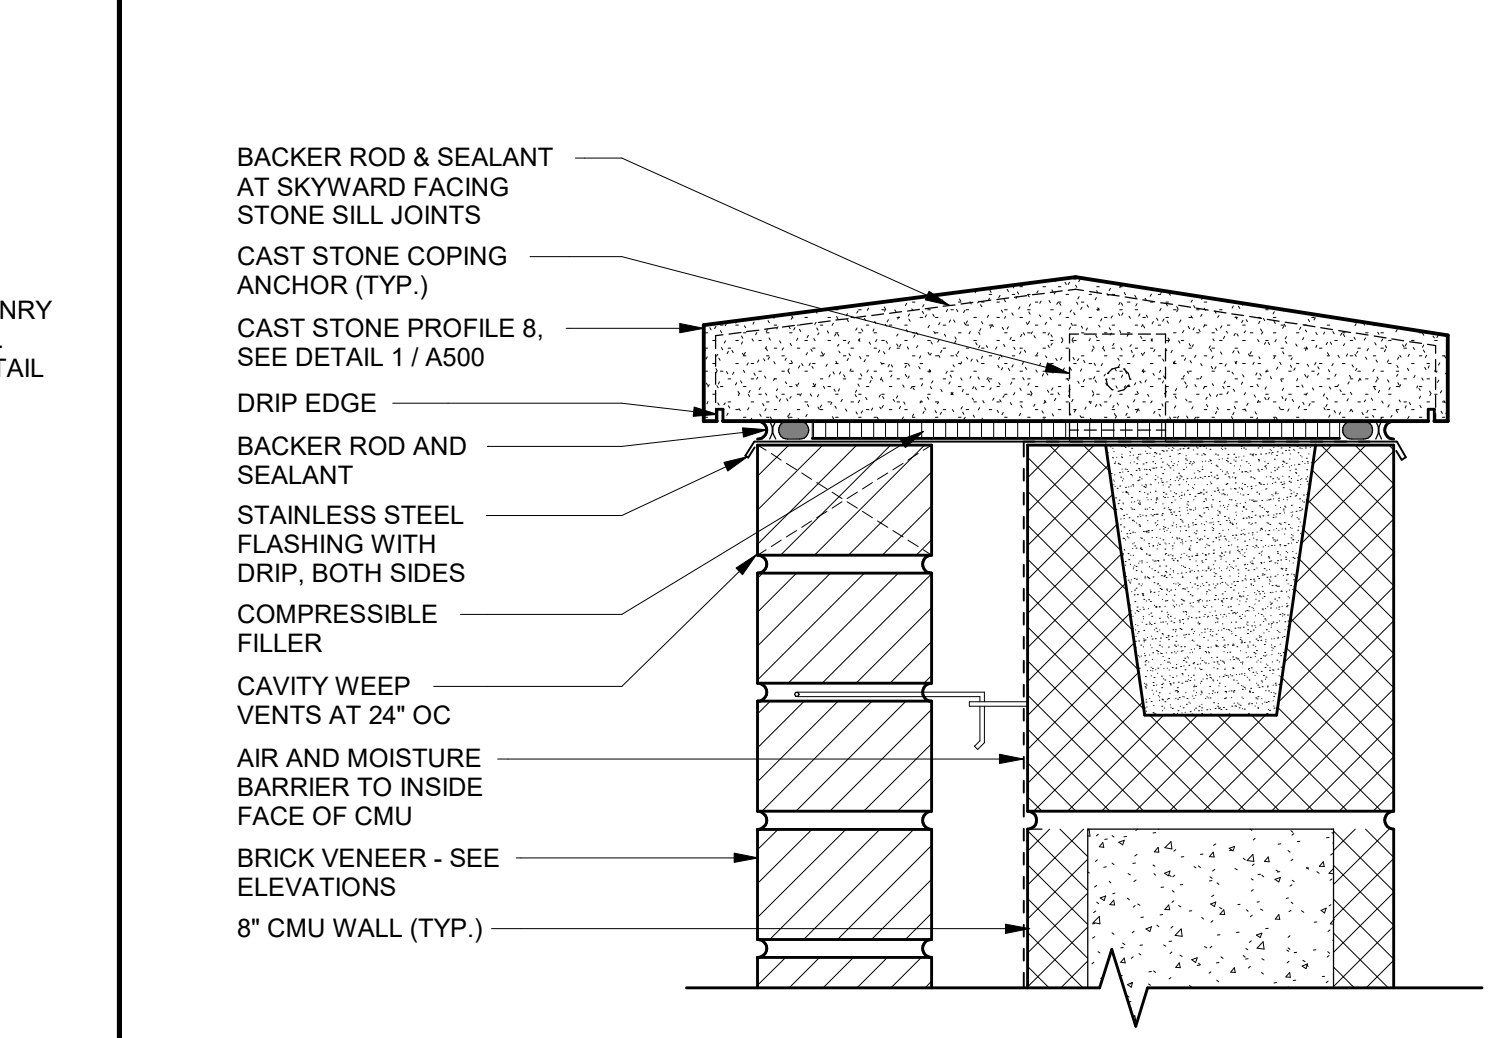 NRY
TAIL
BACKER ROD & SEALANT
AT SKYWARD FACING
STONE SILL JOINTS
CAST STONE COPING
ANCHOR (TYP.)
CAST STONE PROFILE 8,
SEE DETAIL 1 / A500
DRIP EDGE
BACKER ROD AND
SEALANT
STAINLESS STEEL
FLASHING WITH
DRIP, BOTH SIDES
COMPRESSIBLE
FILLER
CAVITY WEEP
VENTS AT 24" OC
AIR AND MOISTURE
BARRIER TO INSIDE
FACE OF CMU
BRICK VENEER - SEE
ELEVATIONS
8" CMU WALL (TYP.)